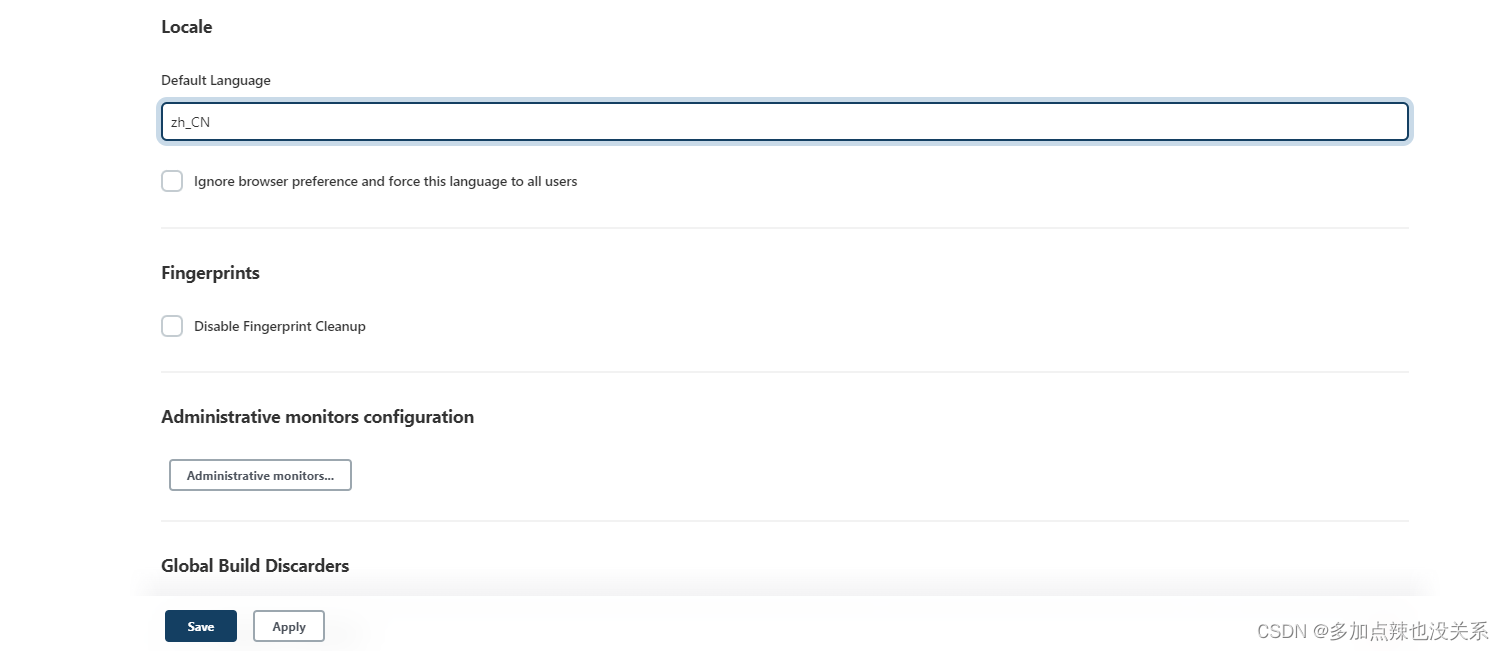 Locale
Default Language
zh_CN
Ignore browser preference and force this language to all users
Fingerprints
Disable Fingerprint Cleanup
Administrative monitors configuration
Administrative monitors...
Global Build Discarders
Save
Apply
CSDN @多加点辣也没关系